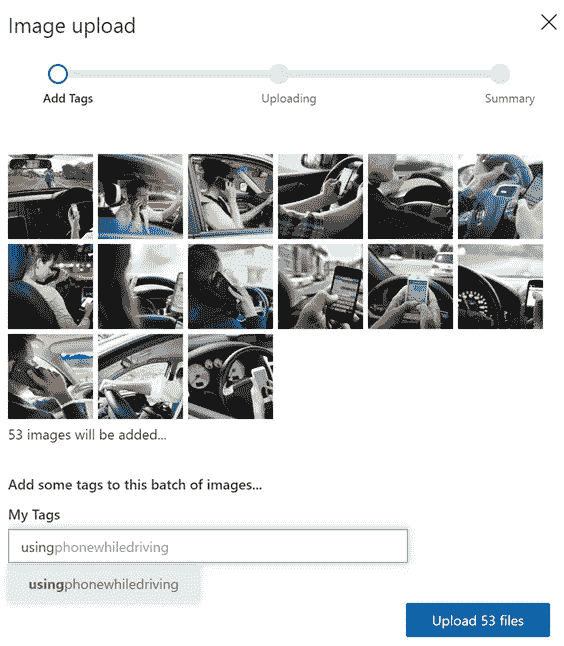 Image upload
Add Tags
Uploading
Summary
53 images will be added...
Add some tags to this batch of images...
My Tags
usingphonewhiledriving
usingphonewhiledriving
Upload 53 files